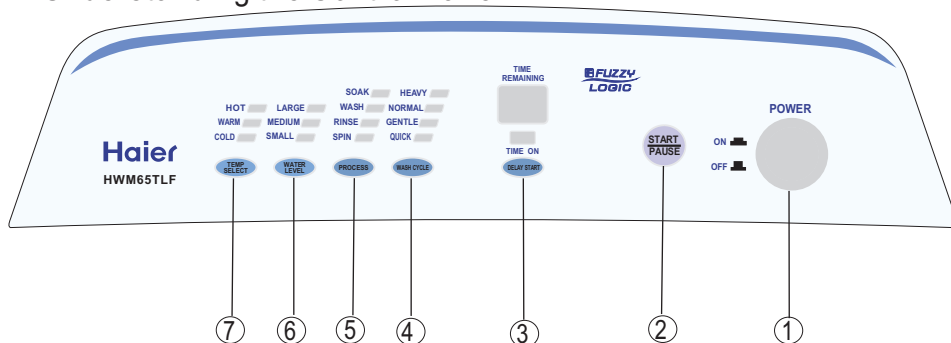 HOT
WARM
COLD
TEMP
SELECT
LARGE
MEDIUM
SMALL
WATER
LEVEL
SOAK
WASH
RINSE
SPIN
PROCESS
HEAVY
NORMAL
GENTLE
QUICK
WASH CYCLE
TIME
REMAINING
TIME ON
DELAY START
FUZZY
LOGIC
START
PAUSE
POWER
ON
OFF
Haier
HWM65TLF
7 6 5 4 3 2 1